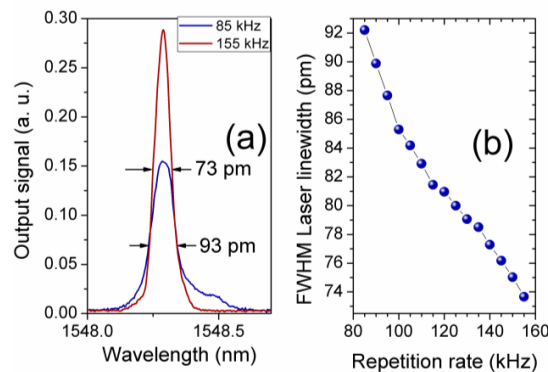 0.30
0.25
0.20
0.15
0.10
0.05
0.00
Output signal (a. u.)
85 kHz
155 kHz
(a)
73 pm
93 pm
1548.0
1548.5
Wavelength (nm)
92
90
88
86
84
82
80
78
76
74
FWHM Laser linewidth (pm)
(b)
80
100
120
140
160
Repetition rate (kHz)